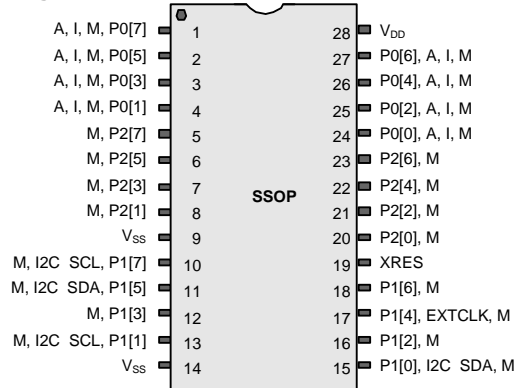 A, I, M, P0[7] 1 28 VDD
A, I, M, P0[5] 2 27 P0[6], A, I, M
A, I, M, P0[3] 3 26 P0[4], A, I, M
A, I, M, P0[1] 4 25 P0[2], A, I, M
M, P2[7] 5 24 P0[0], A, I, M
M, P2[5] 6 23 P2[6], M
M, P2[3] 7 22 P2[4], M
SSOP
M, P2[1] 8 21 P2[2], M
VSS 9 20 P2[0], M
M, I2C SCL, P1[7] 10 19 XRES
M, I2C SDA, P1[5] 11 18 P1[6], M
M, P1[3] 12 17 P1[4], EXTCLK, M
M, I2C SCL, P1[1] 13 16 P1[2], M
VSS 14 15 P1[0], I2C SDA, M